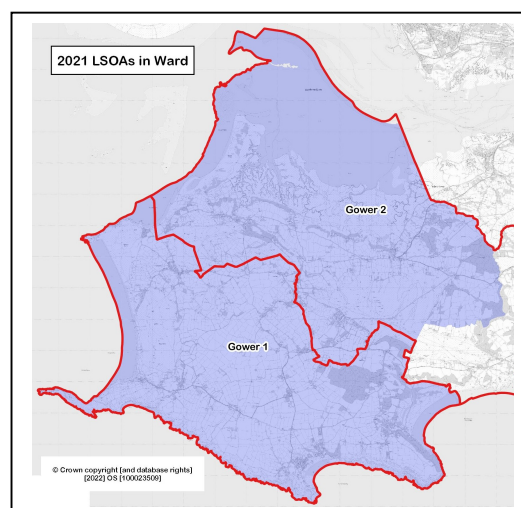 2021 LSOAs in Ward
Gower 2
Gower 1
© Crown copyright [and database rights]
[2022] OS [100023509]